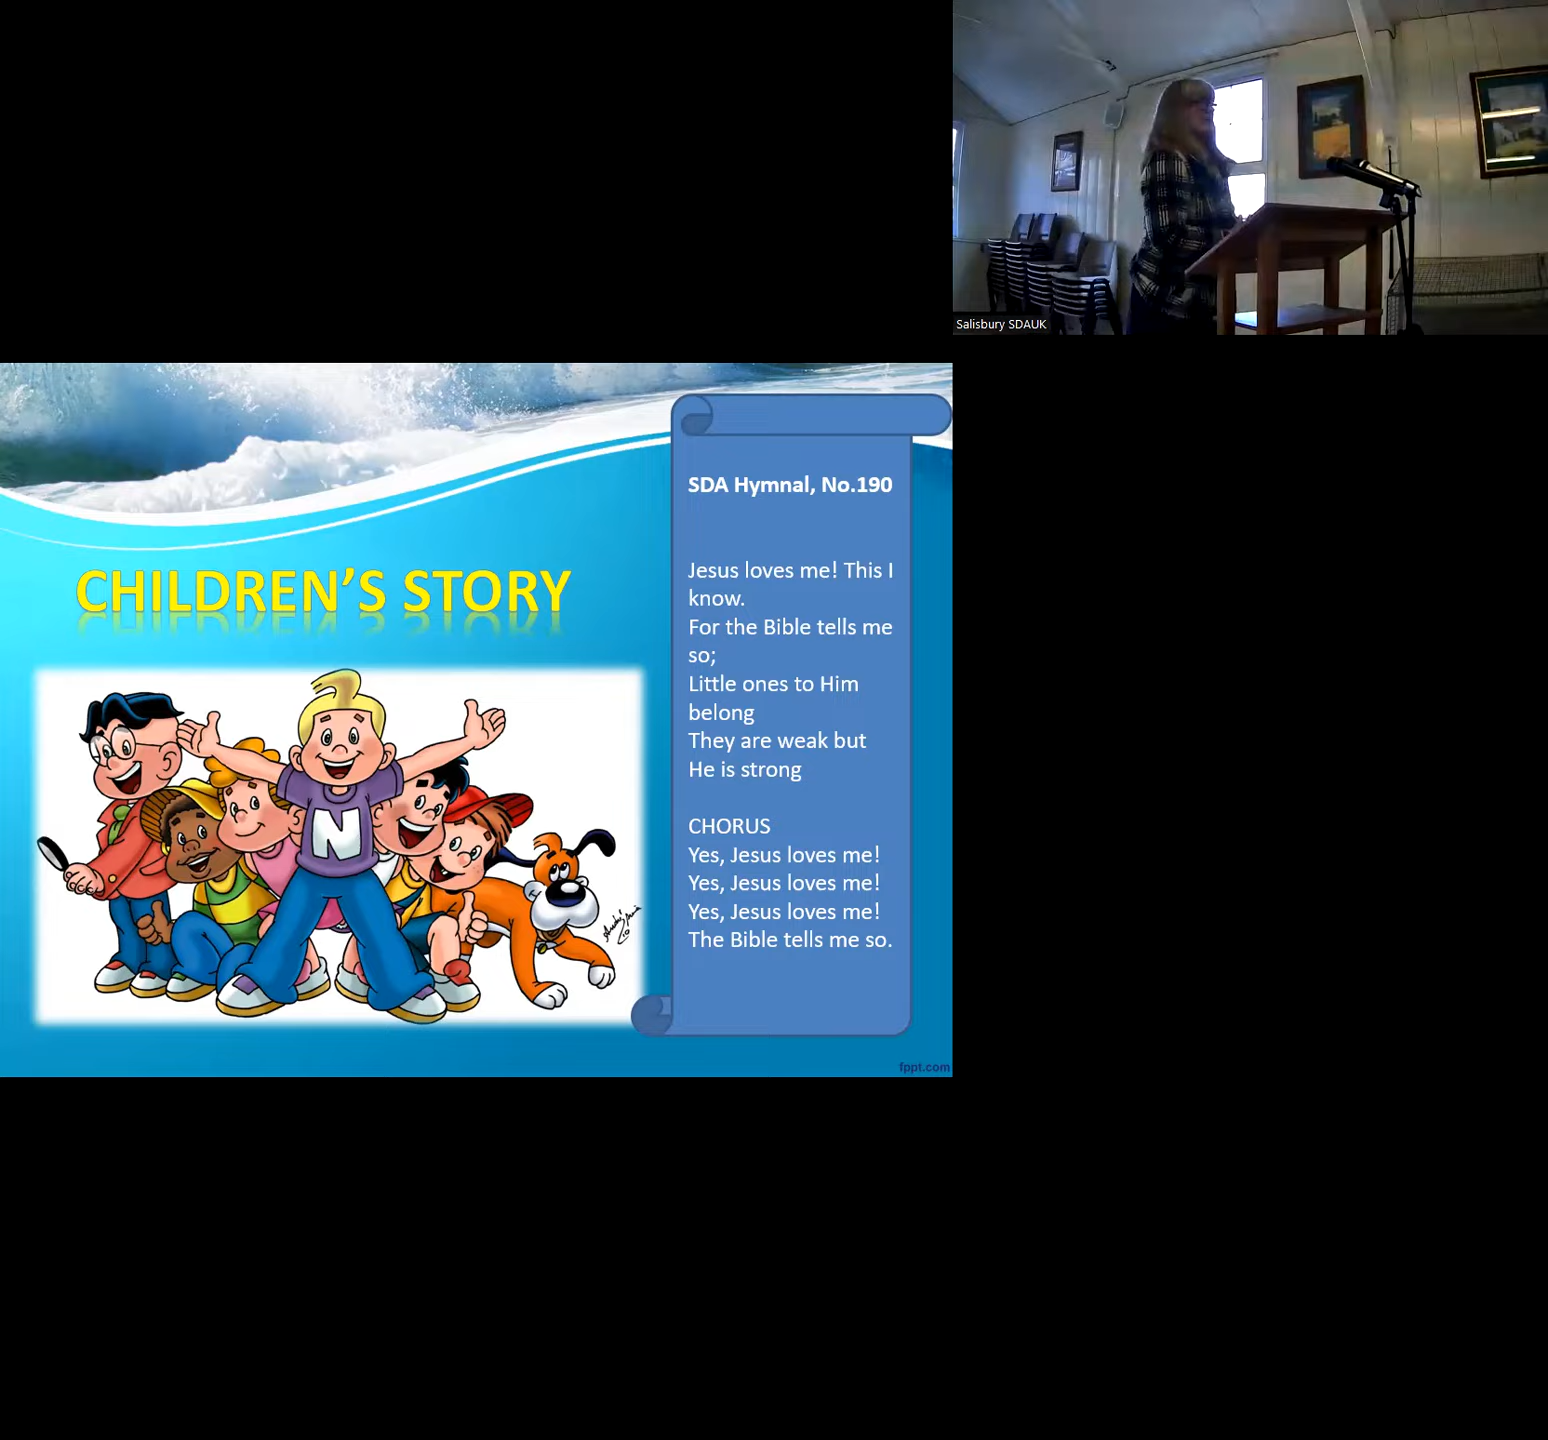 Salisbury SDAUK
SDA Hymnal, No.190
CHILDREN'S STORY
Jesus loves me! This I
know.
For the Bible tells me
so;
Little ones to Him
belong
They are weak but
He is strong
CHORUS
Yes, Jesus loves me!
Yes, Jesus loves me!
Yes, Jesus loves me!
The Bible tells me so.
N
fppt.com